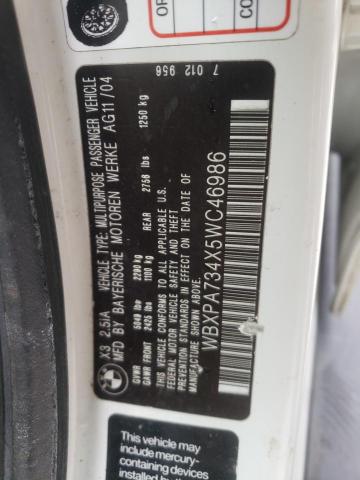 OR
7 012 956
X3 2.5IA VEHICLE TYPE: MULTIPURPOSE PASSENGER VEHICLE
MFD BY BAYERISCHE MOTOREN WERKE AG 11/04
GVWR 5049 lbs 2290 kg
GAWR FRONT 2425 lbs 1100 kg REAR 2756 lbs 1250 kg
THIS VEHICLE CONFORMS TO ALL APPLICABLE U.S.
FEDERAL MOTOR VEHICLE SAFETY AND THEFT
PREVENTION STANDARDS IN EFFECT ON THE DATE OF
MANUFACTURE SHOWN ABOVE.
WBXPA734X5WC46986
This vehicle may
include mercury-
containing devices
installed by